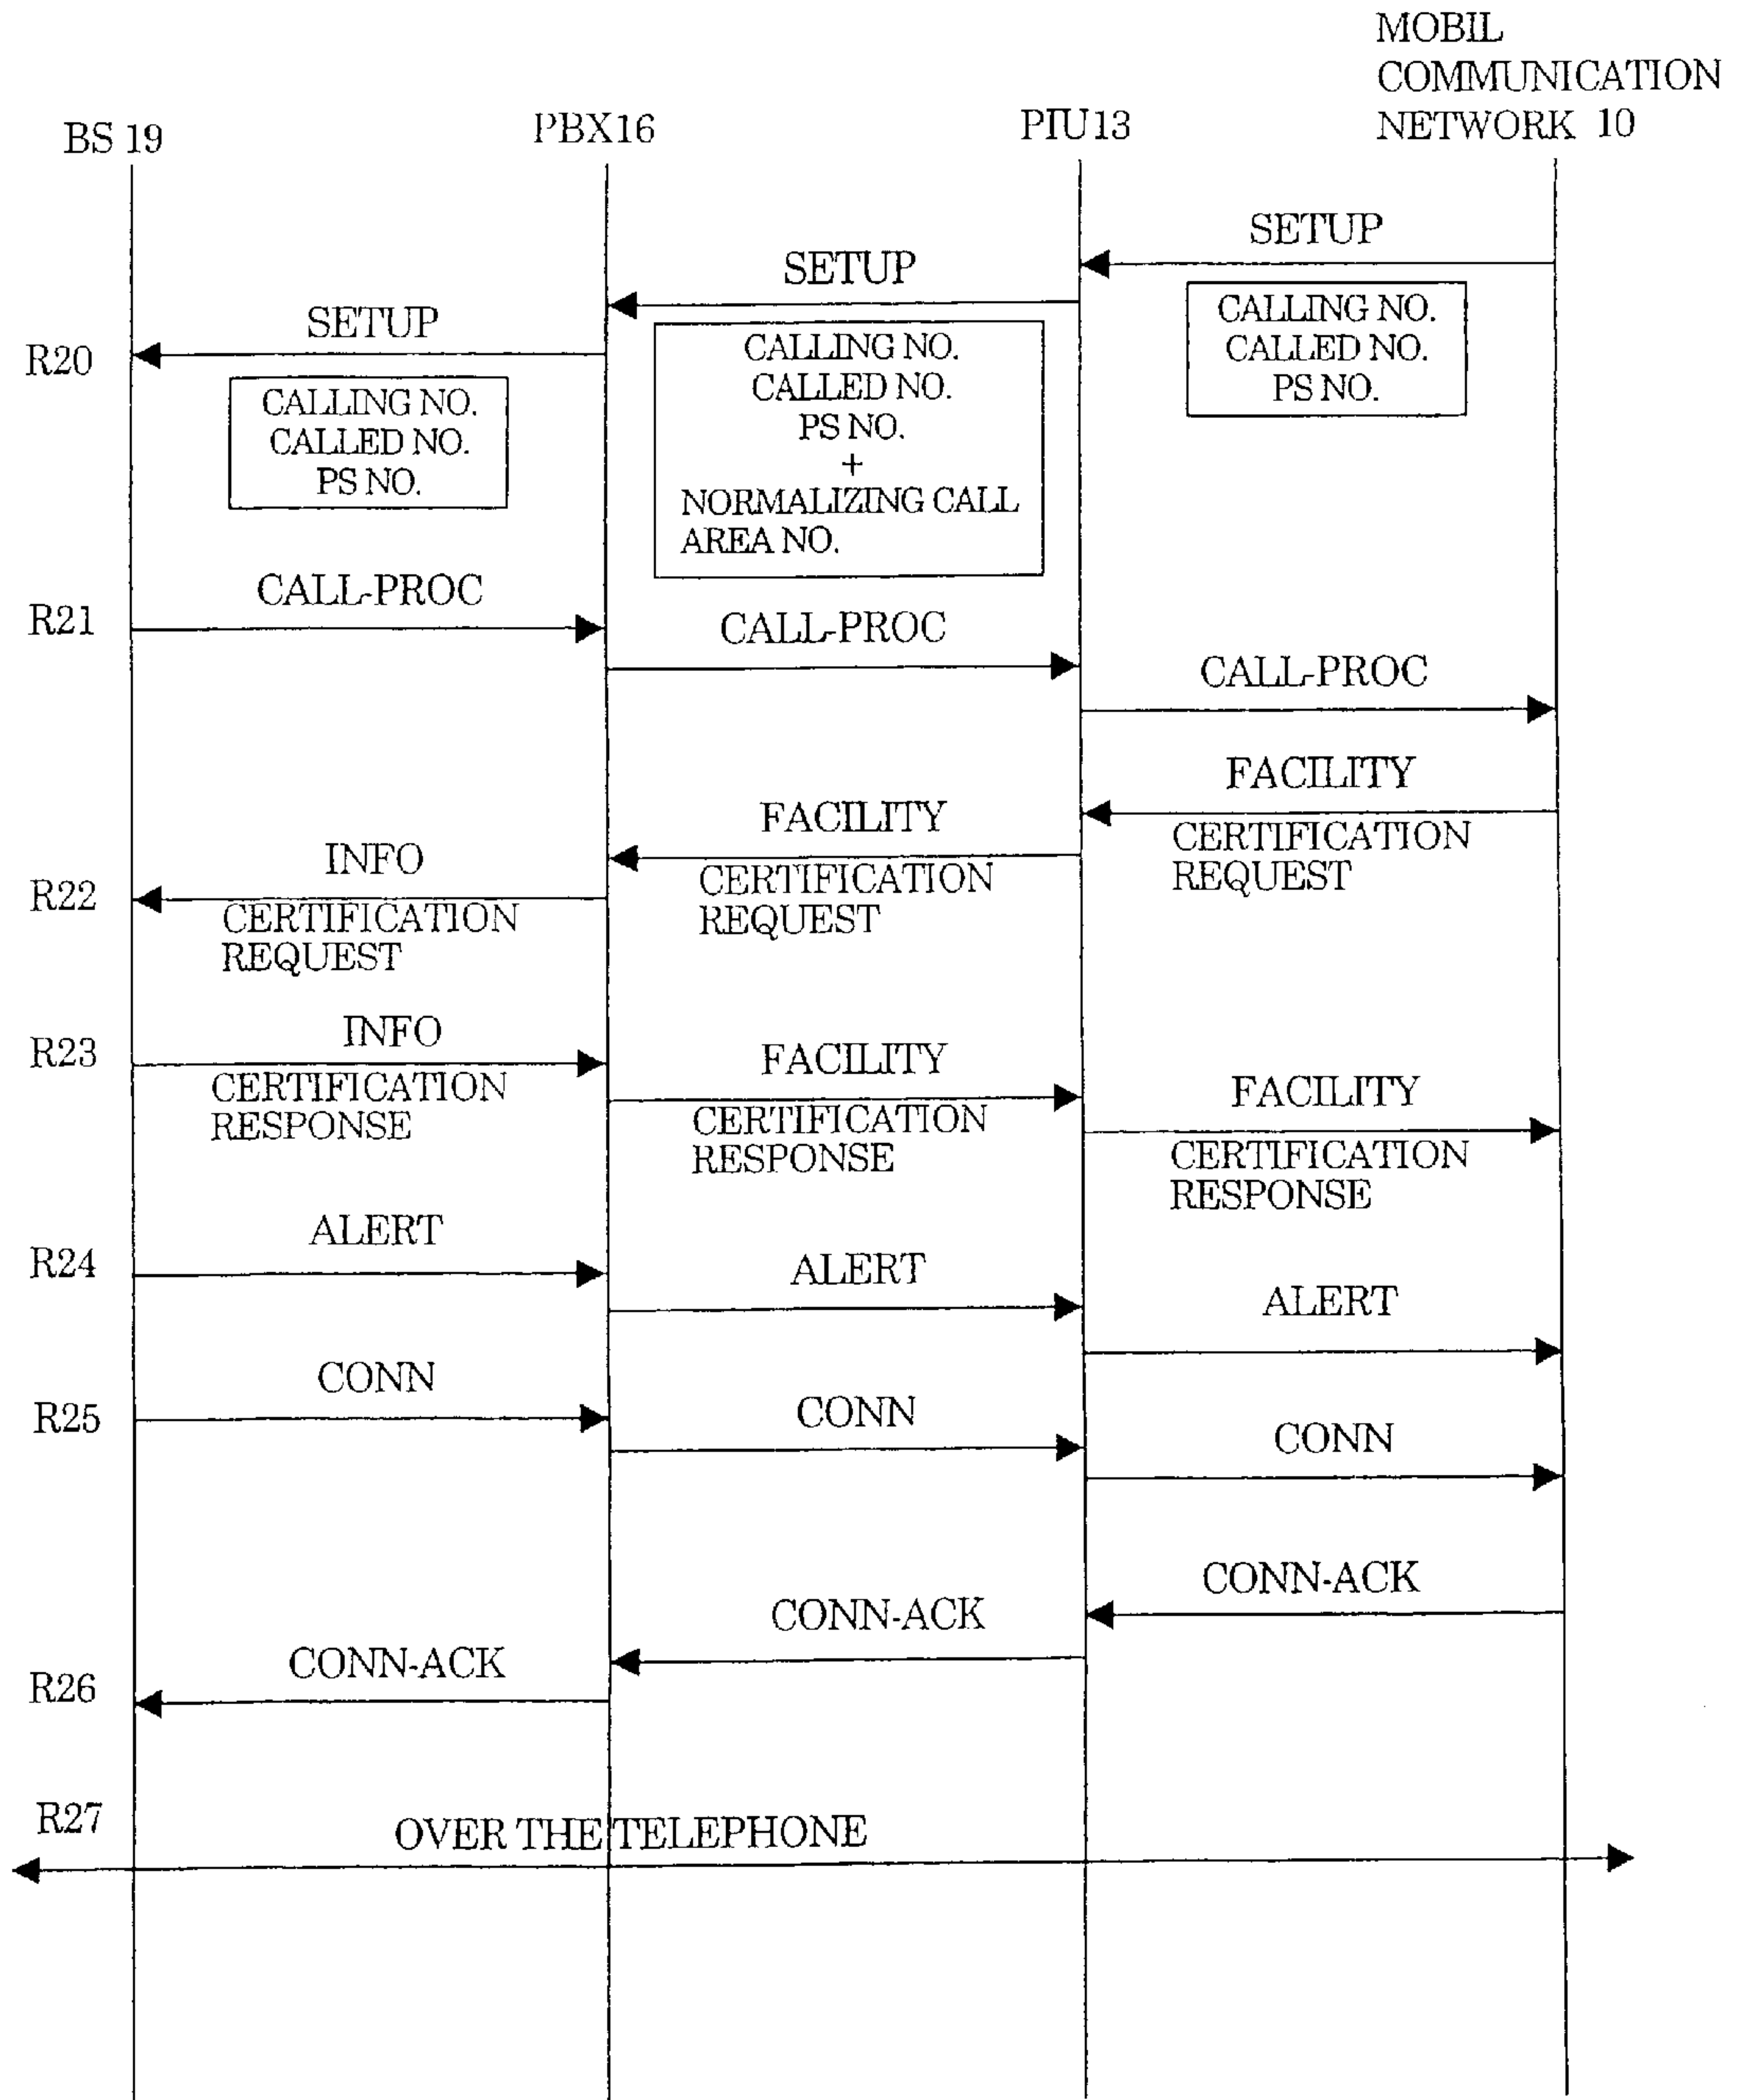 MOBIL
COMMUNICATION
NETWORK 10
BS 19
PBX16
PIU13
SETUP
SETUP
SETUP
R20
CALLING NO.
CALLED NO.
PS NO.
CALLING NO.
CALLED NO.
PS NO.
+
NORMALIZING CALL
AREA NO.
CALLING NO.
CALLED NO.
PS NO.
CALL-PROC
R21
CALL-PROC
CALL-PROC
FACILITY
CERTIFICATION
REQUEST
FACILITY
CERTIFICATION
REQUEST
INFO
R22
CERTIFICATION
REQUEST
INFO
R23
CERTIFICATION
RESPONSE
FACILITY
CERTIFICATION
RESPONSE
FACILITY
CERTIFICATION
RESPONSE
ALERT
R24
ALERT
ALERT
CONN
R25
CONN
CONN
CONN-ACK
CONN-ACK
CONN-ACK
R26
R27
OVER THE TELEPHONE